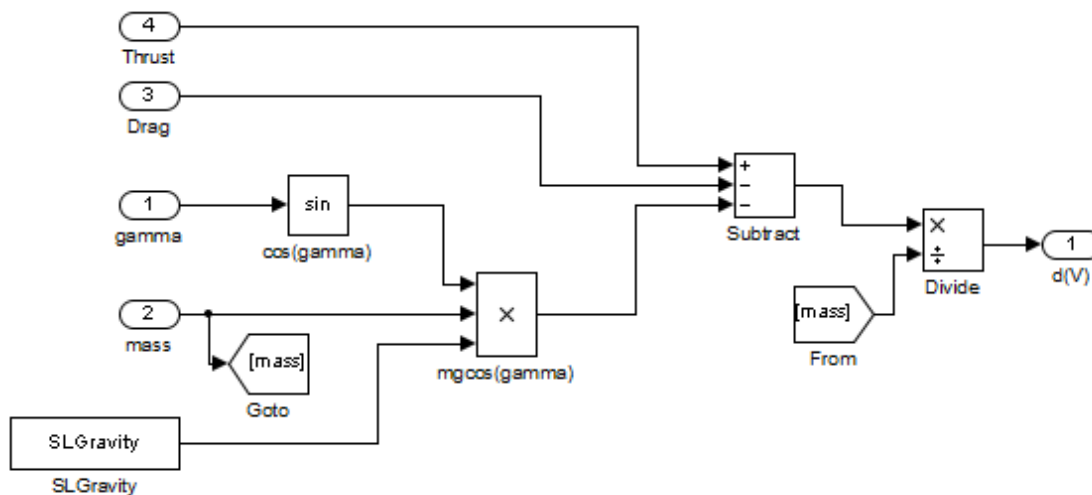 4
Thrust
3
Drag
1
gamma
sin
cos(gamma)
2
mass
[mass]
Goto
SLGravity
SLGravity
×
mgcos(gamma)
+
−
−
Subtract
×
÷
Divide
[mass]
From
1
d(V)